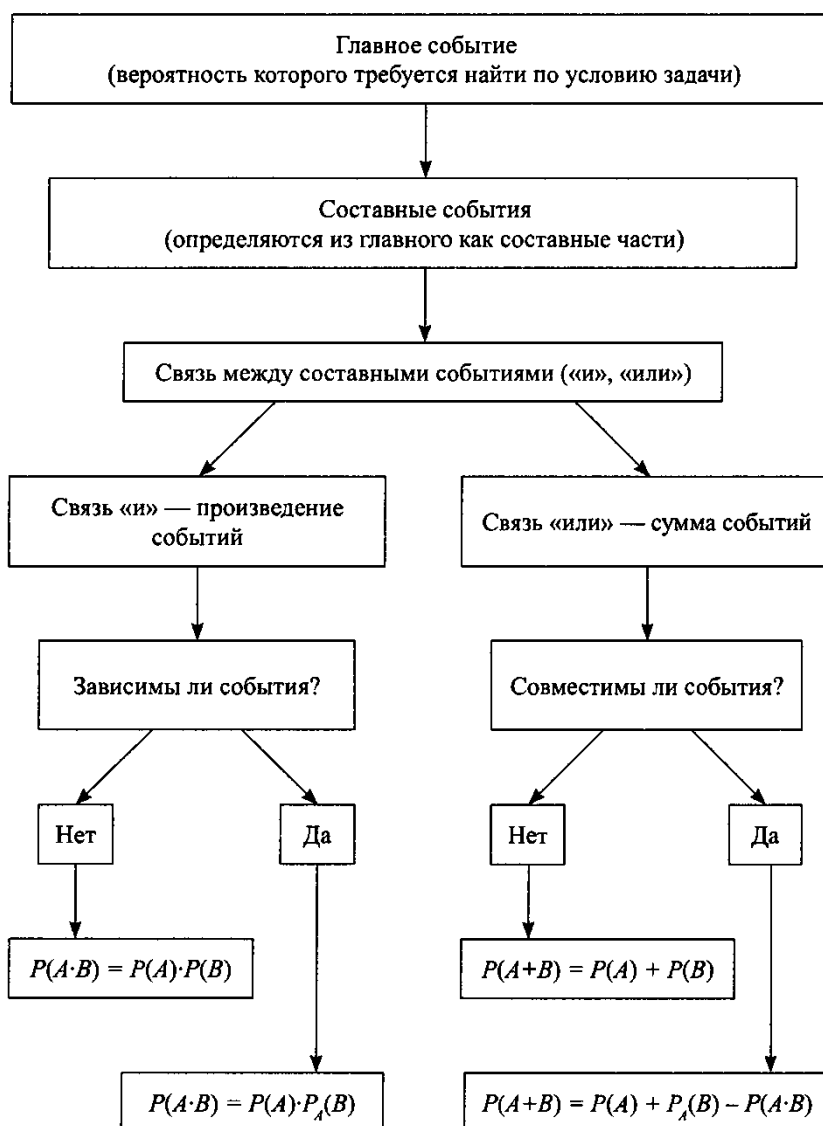 Главное событие
(вероятность которого требуется найти по условию задачи)
Составные события
(определяются из главного как составные части)
Связь между составными событиями («и», «или»)
Связь «и» — произведение
событий
Связь «или» — сумма событий
Зависимы ли события?
Совместимы ли события?
Нет
Да
Нет
Да
P(A·B) = P(A)·P(B)
P(A+B) = P(A) + P(B)
P(A·B) = P(A)·P_A(B)
P(A+B) = P(A) + P_A(B) – P(A·B)